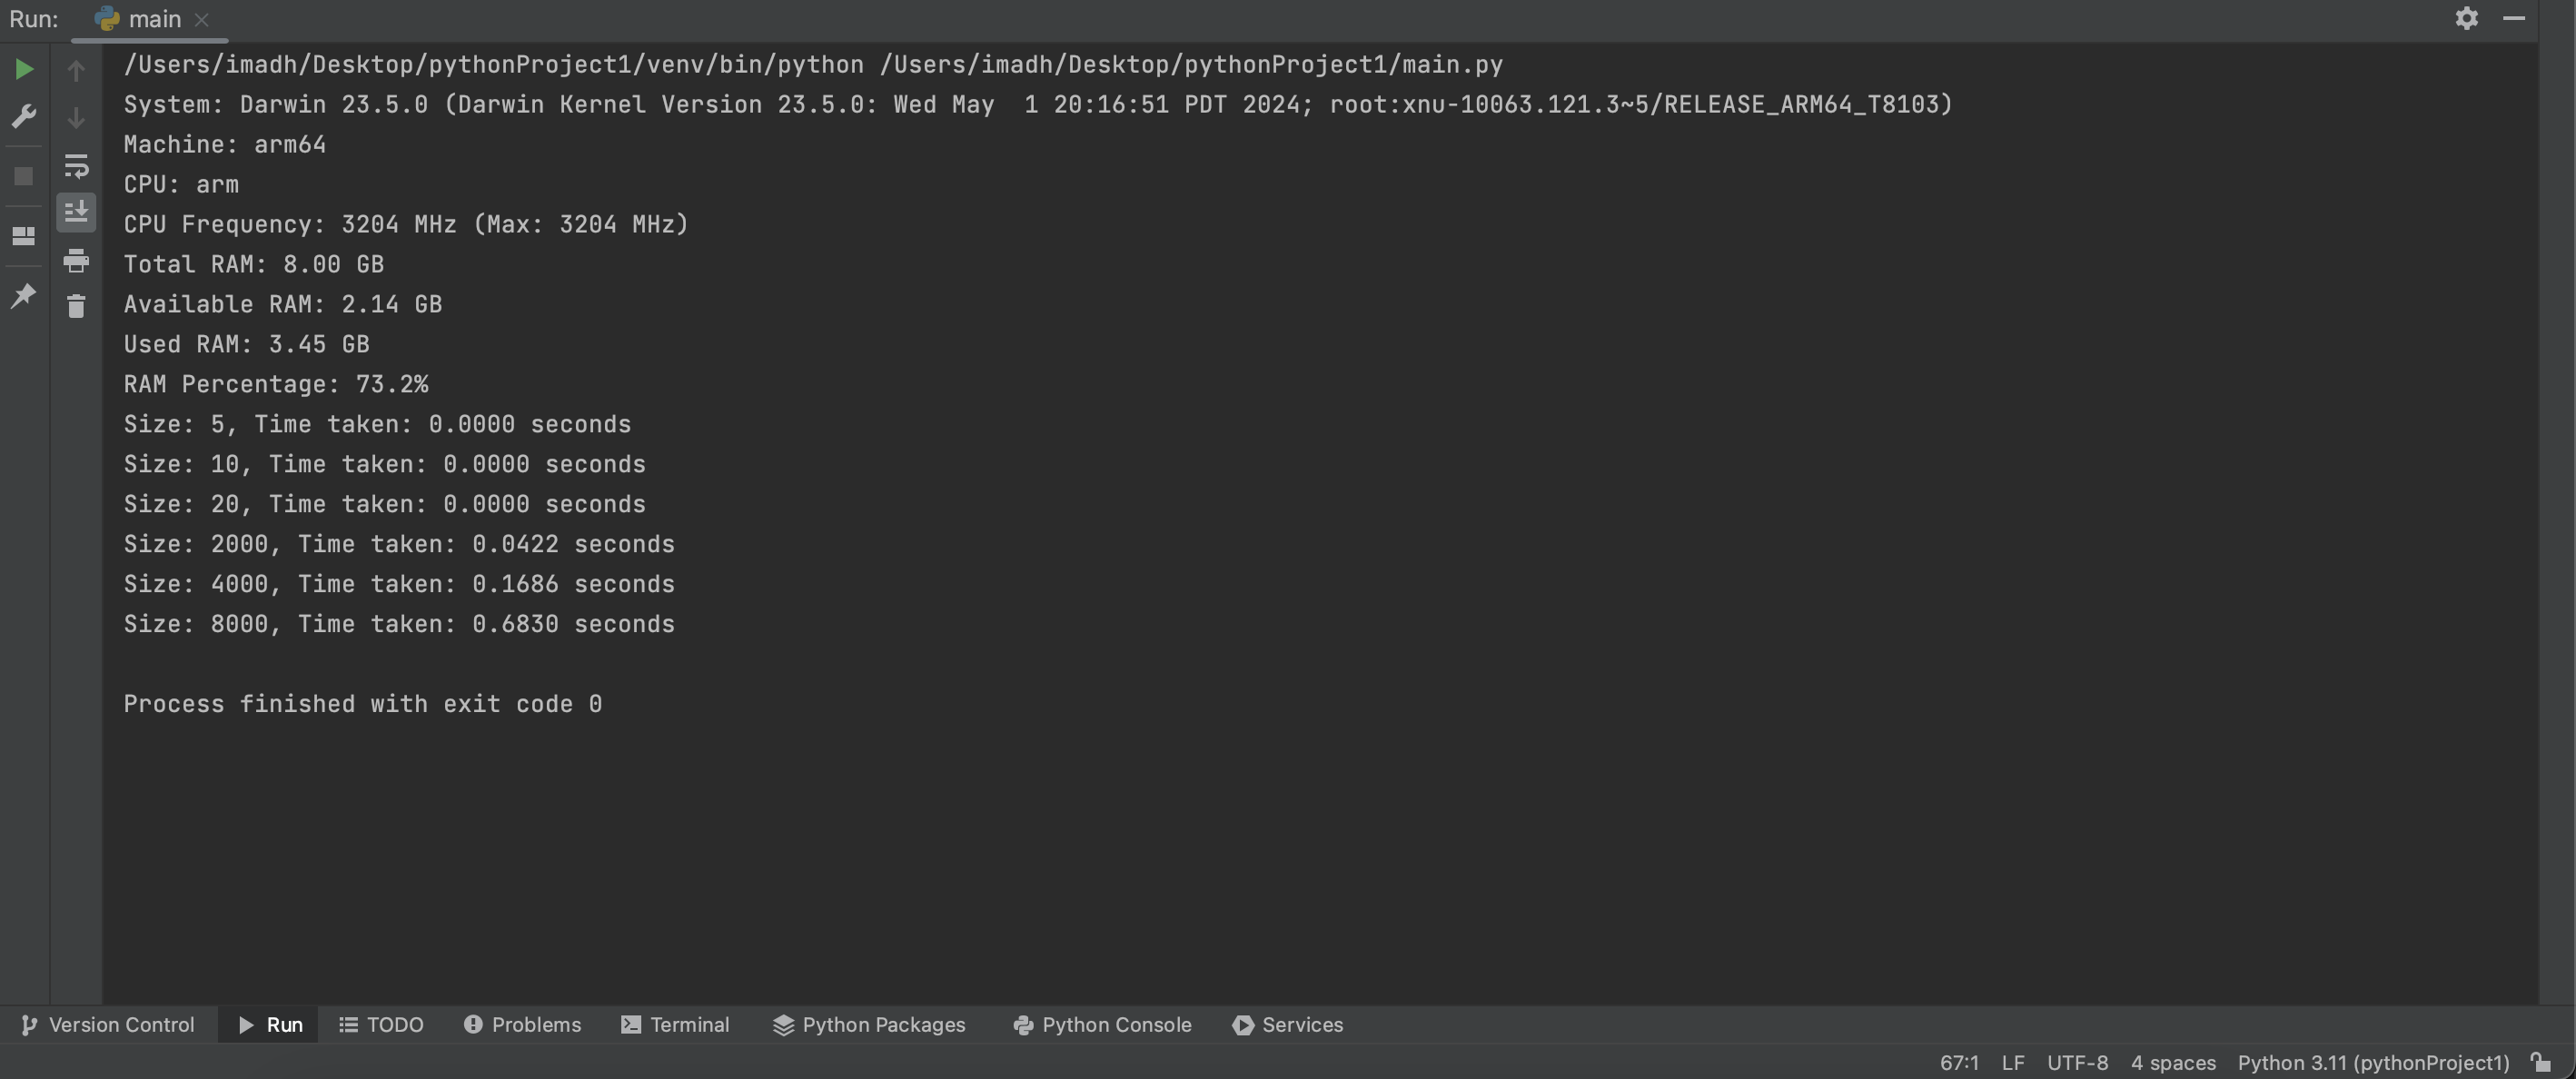 Run: main
/Users/imadh/Desktop/pythonProject1/venv/bin/python /Users/imadh/Desktop/pythonProject1/main.py
System: Darwin 23.5.0 (Darwin Kernel Version 23.5.0: Wed May  1 20:16:51 PDT 2024; root:xnu-10063.121.3~5/RELEASE_ARM64_T8103)
Machine: arm64
CPU: arm
CPU Frequency: 3204 MHz (Max: 3204 MHz)
Total RAM: 8.00 GB
Available RAM: 2.14 GB
Used RAM: 3.45 GB
RAM Percentage: 73.2%
Size: 5, Time taken: 0.0000 seconds
Size: 10, Time taken: 0.0000 seconds
Size: 20, Time taken: 0.0000 seconds
Size: 2000, Time taken: 0.0422 seconds
Size: 4000, Time taken: 0.1686 seconds
Size: 8000, Time taken: 0.6830 seconds
Process finished with exit code 0
Version Control Run TODO Problems Terminal Python Packages Python Console Services
67:1 LF UTF-8 4 spaces Python 3.11 (pythonProject1)